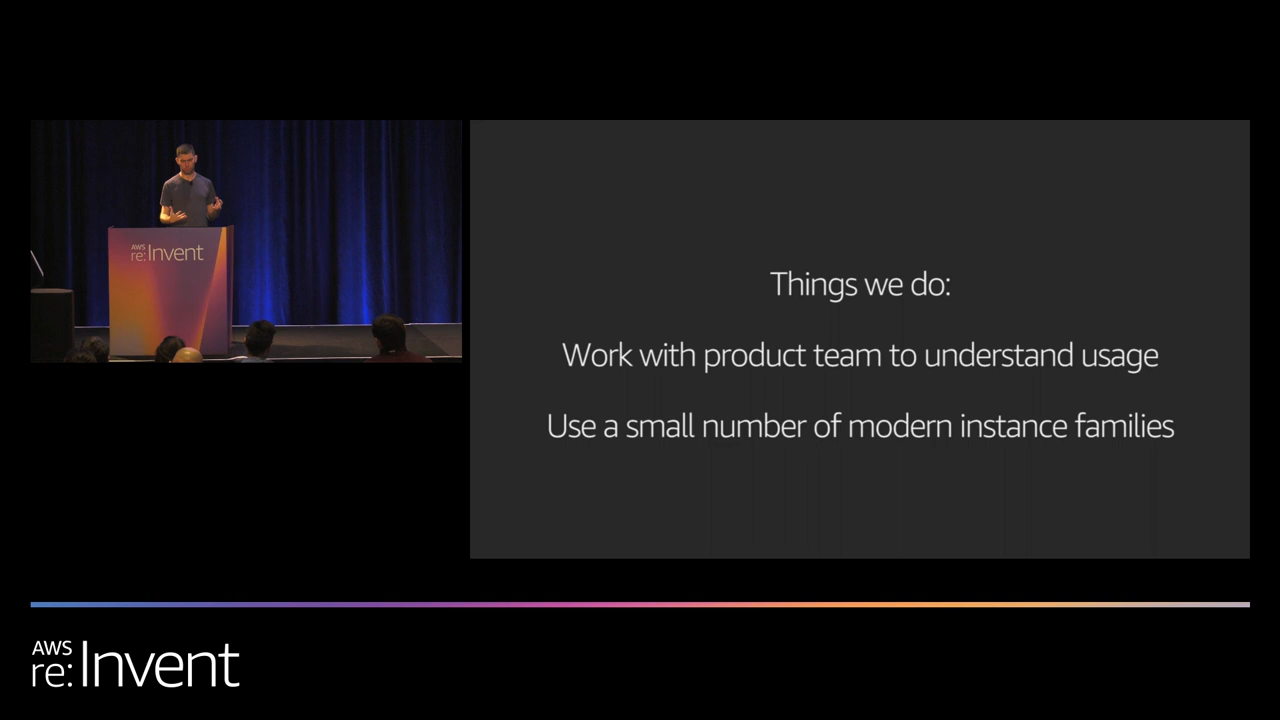 AWS
re:Invent
Things we do:
Work with product team to understand usage
Use a small number of modern instance families
AWS
re:Invent